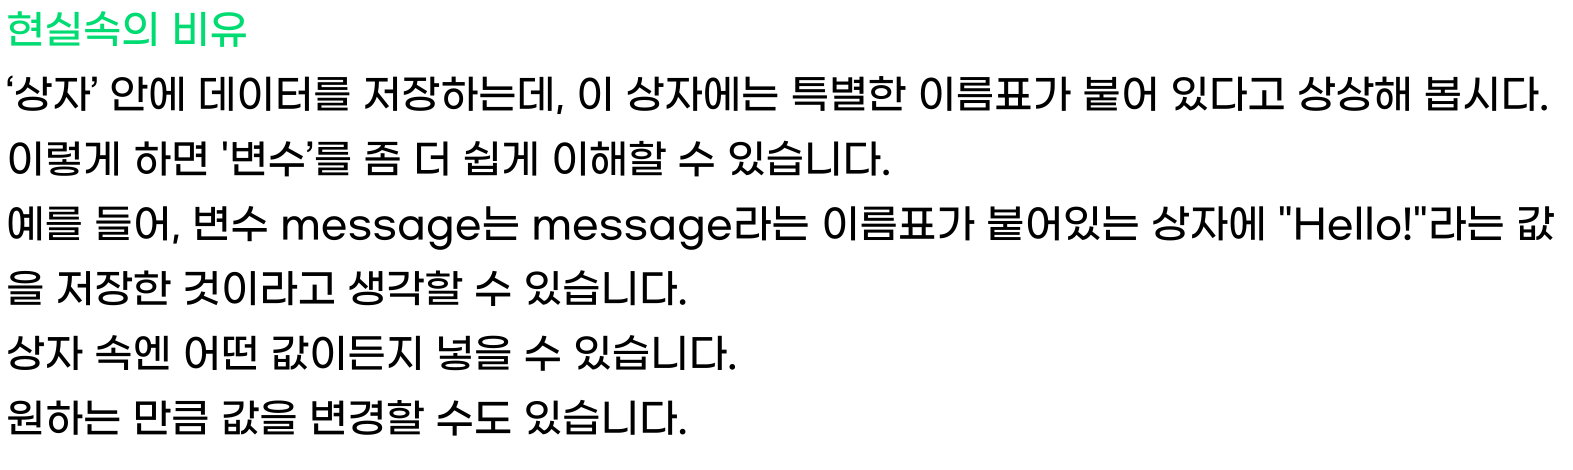 현실속의 비유
‘상자’ 안에 데이터를 저장하는데, 이 상자에는 특별한 이름표가 붙어 있다고 상상해 봅시다.
이렇게 하면 '변수’를 좀 더 쉽게 이해할 수 있습니다.
예를 들어, 변수 message는 message라는 이름표가 붙어있는 상자에 "Hello!"라는 값
을 저장한 것이라고 생각할 수 있습니다.
상자 속엔 어떤 값이든지 넣을 수 있습니다.
원하는 만큼 값을 변경할 수도 있습니다.